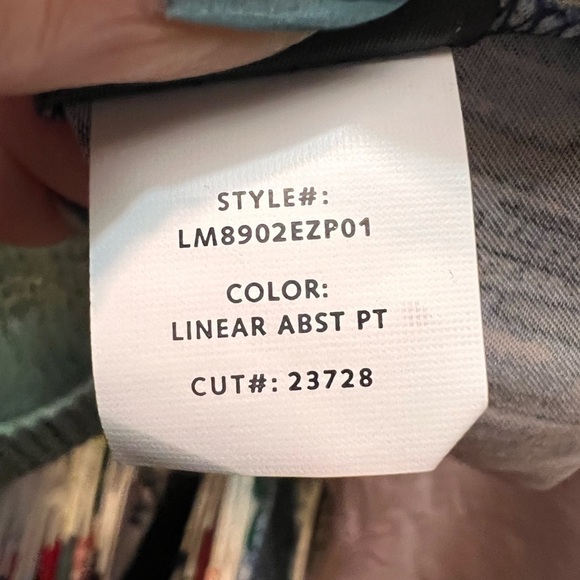 STYLE#:
LM8902EZP01
COLOR:
LINEAR ABST PT
CUT#: 23728